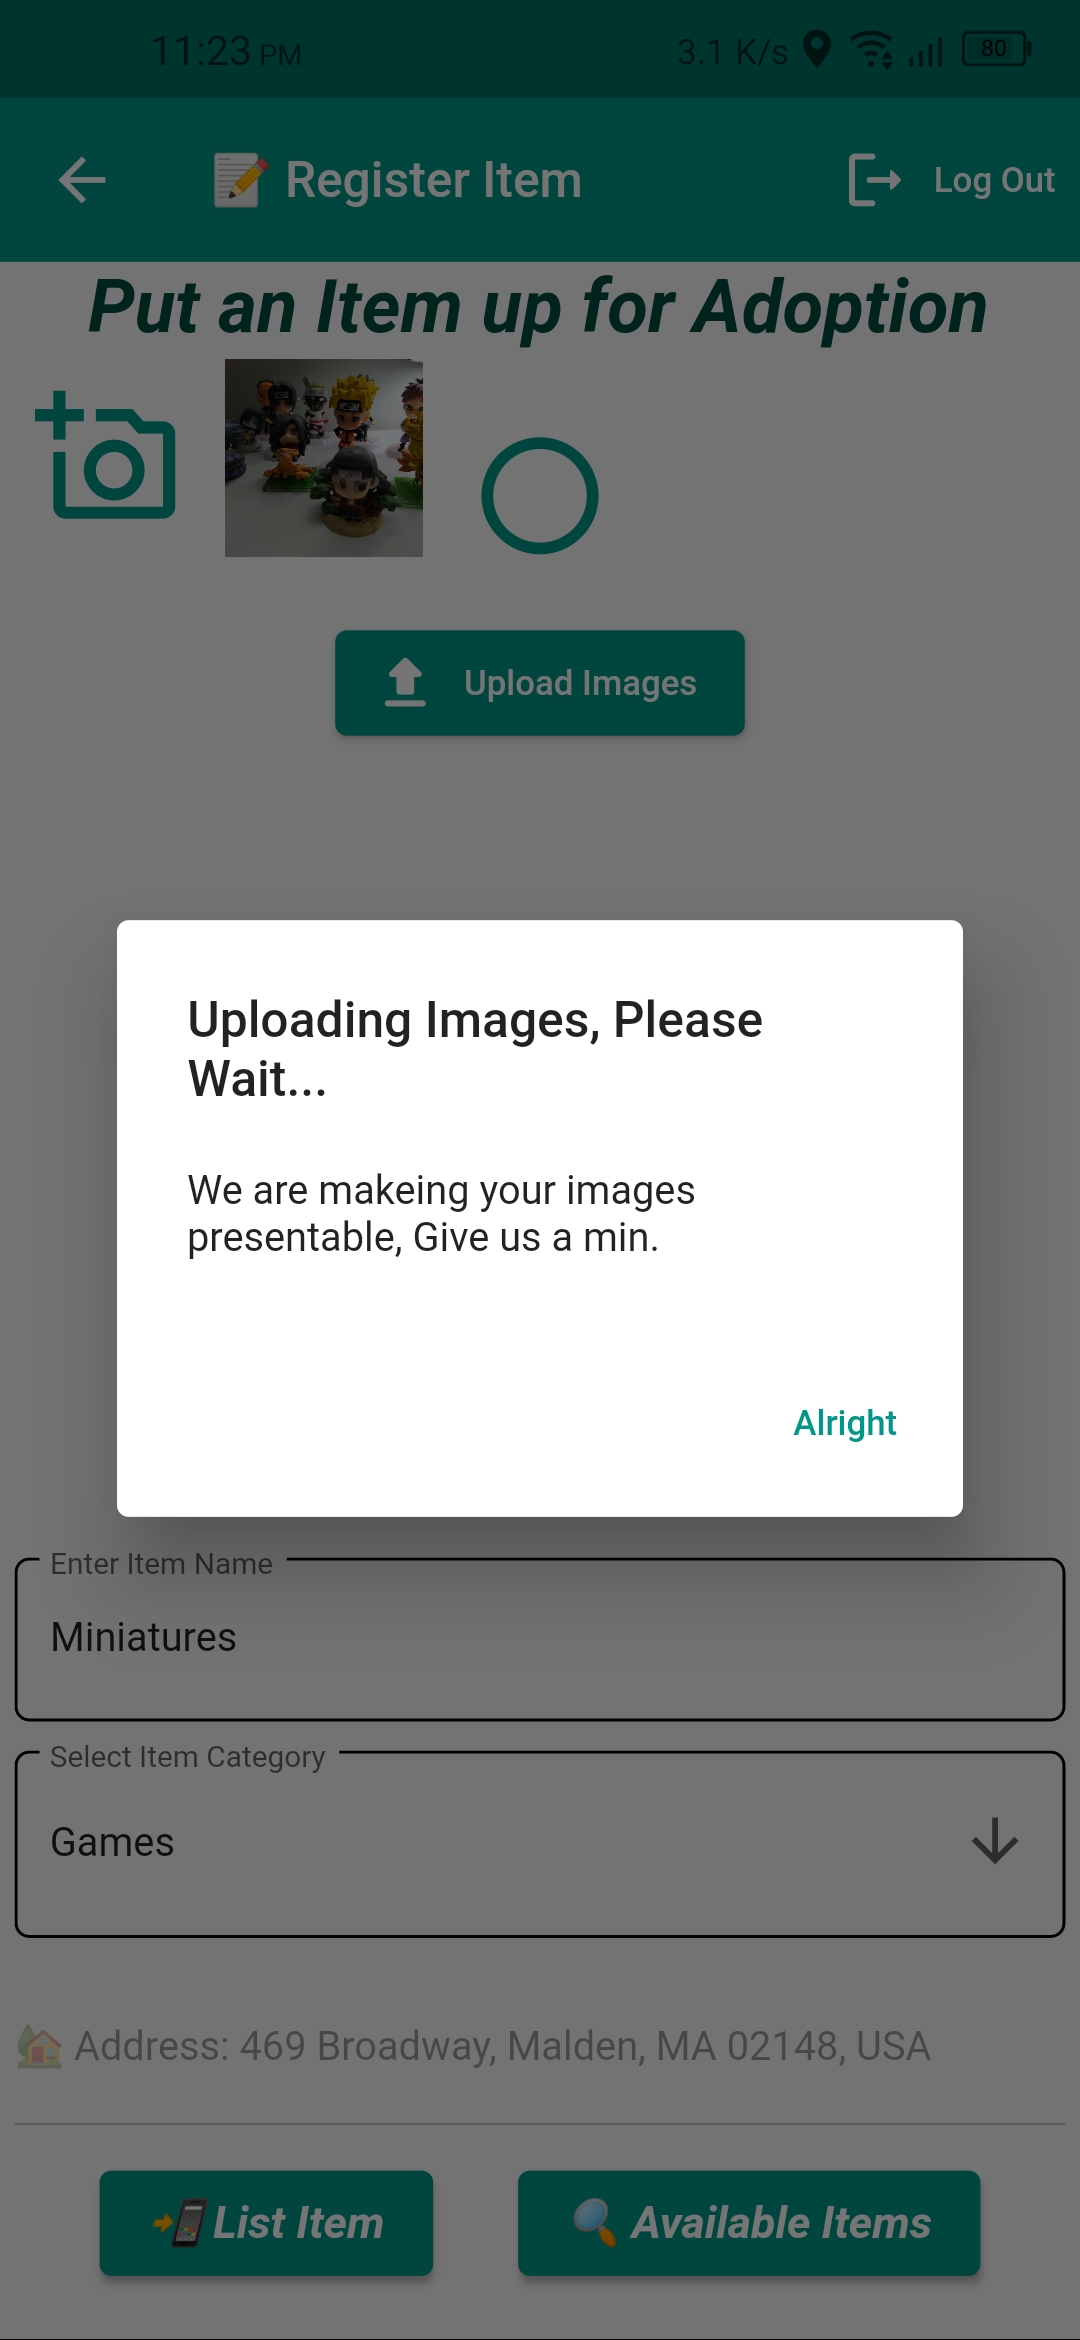 11:23 PM 3.1 K/s 80
Register Item Log Out
Put an Item up for Adoption
Upload Images
Uploading Images, Please
Wait...
We are makeing your images
presentable, Give us a min.
Alright
Enter Item Name
Miniatures
Select Item Category
Games
Address: 469 Broadway, Malden, MA 02148, USA
List Item Available Items